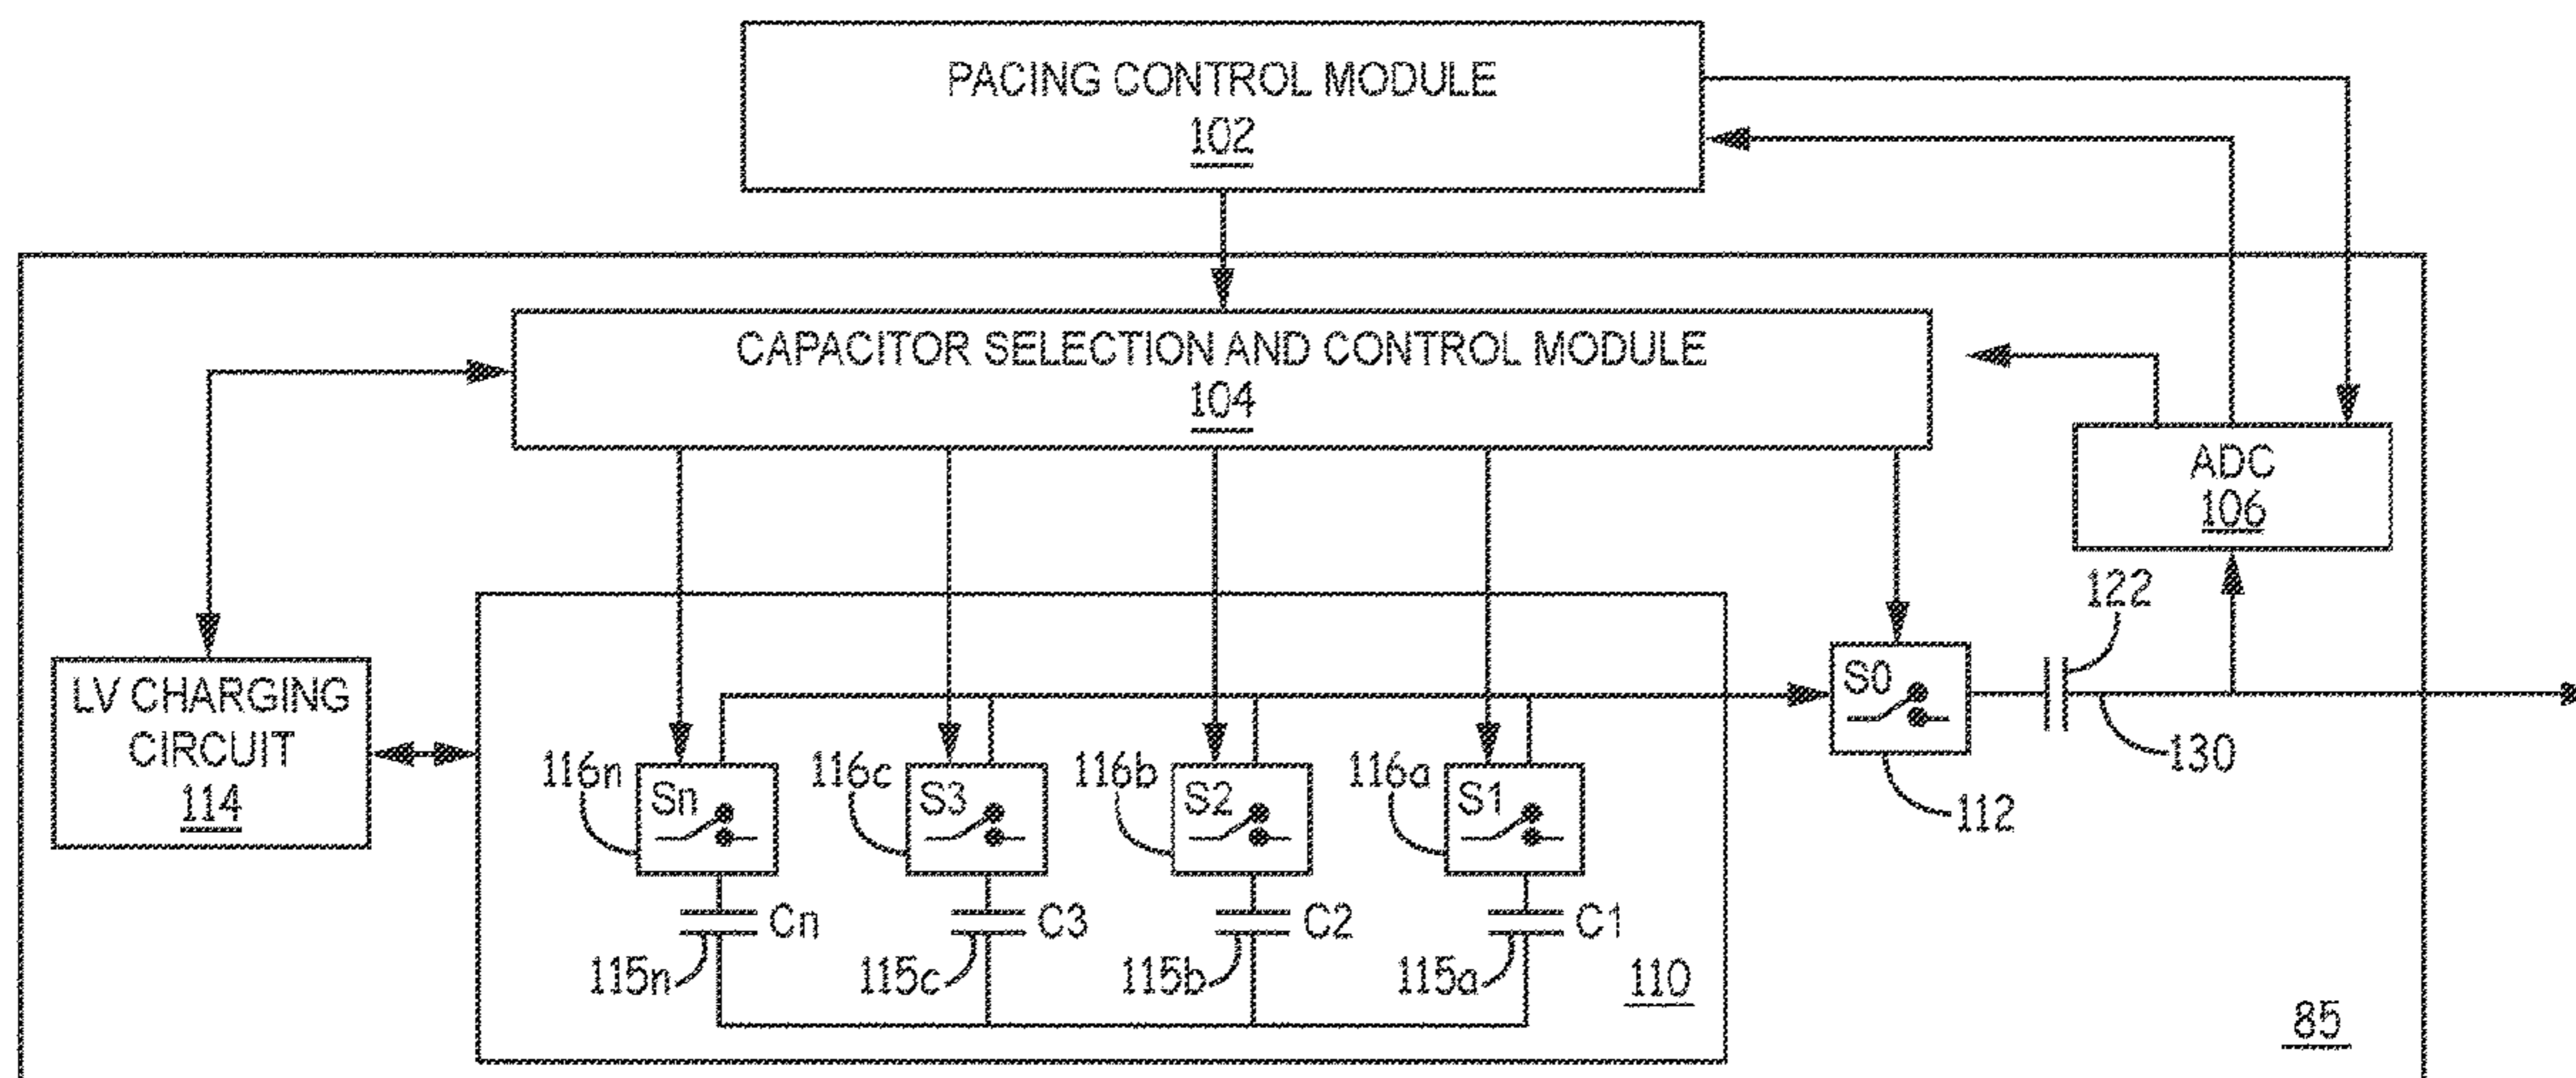 PACING CONTROL MODULE
102
CAPACITOR SELECTION AND CONTROL MODULE
104
ADC
106
122
S0
130
112
LV CHARGING
CIRCUIT
114
116n
Sn
116c
S3
116b
S2
116a
S1
Cn
C3
C2
C1
115n
115c
115b
115a
110
85